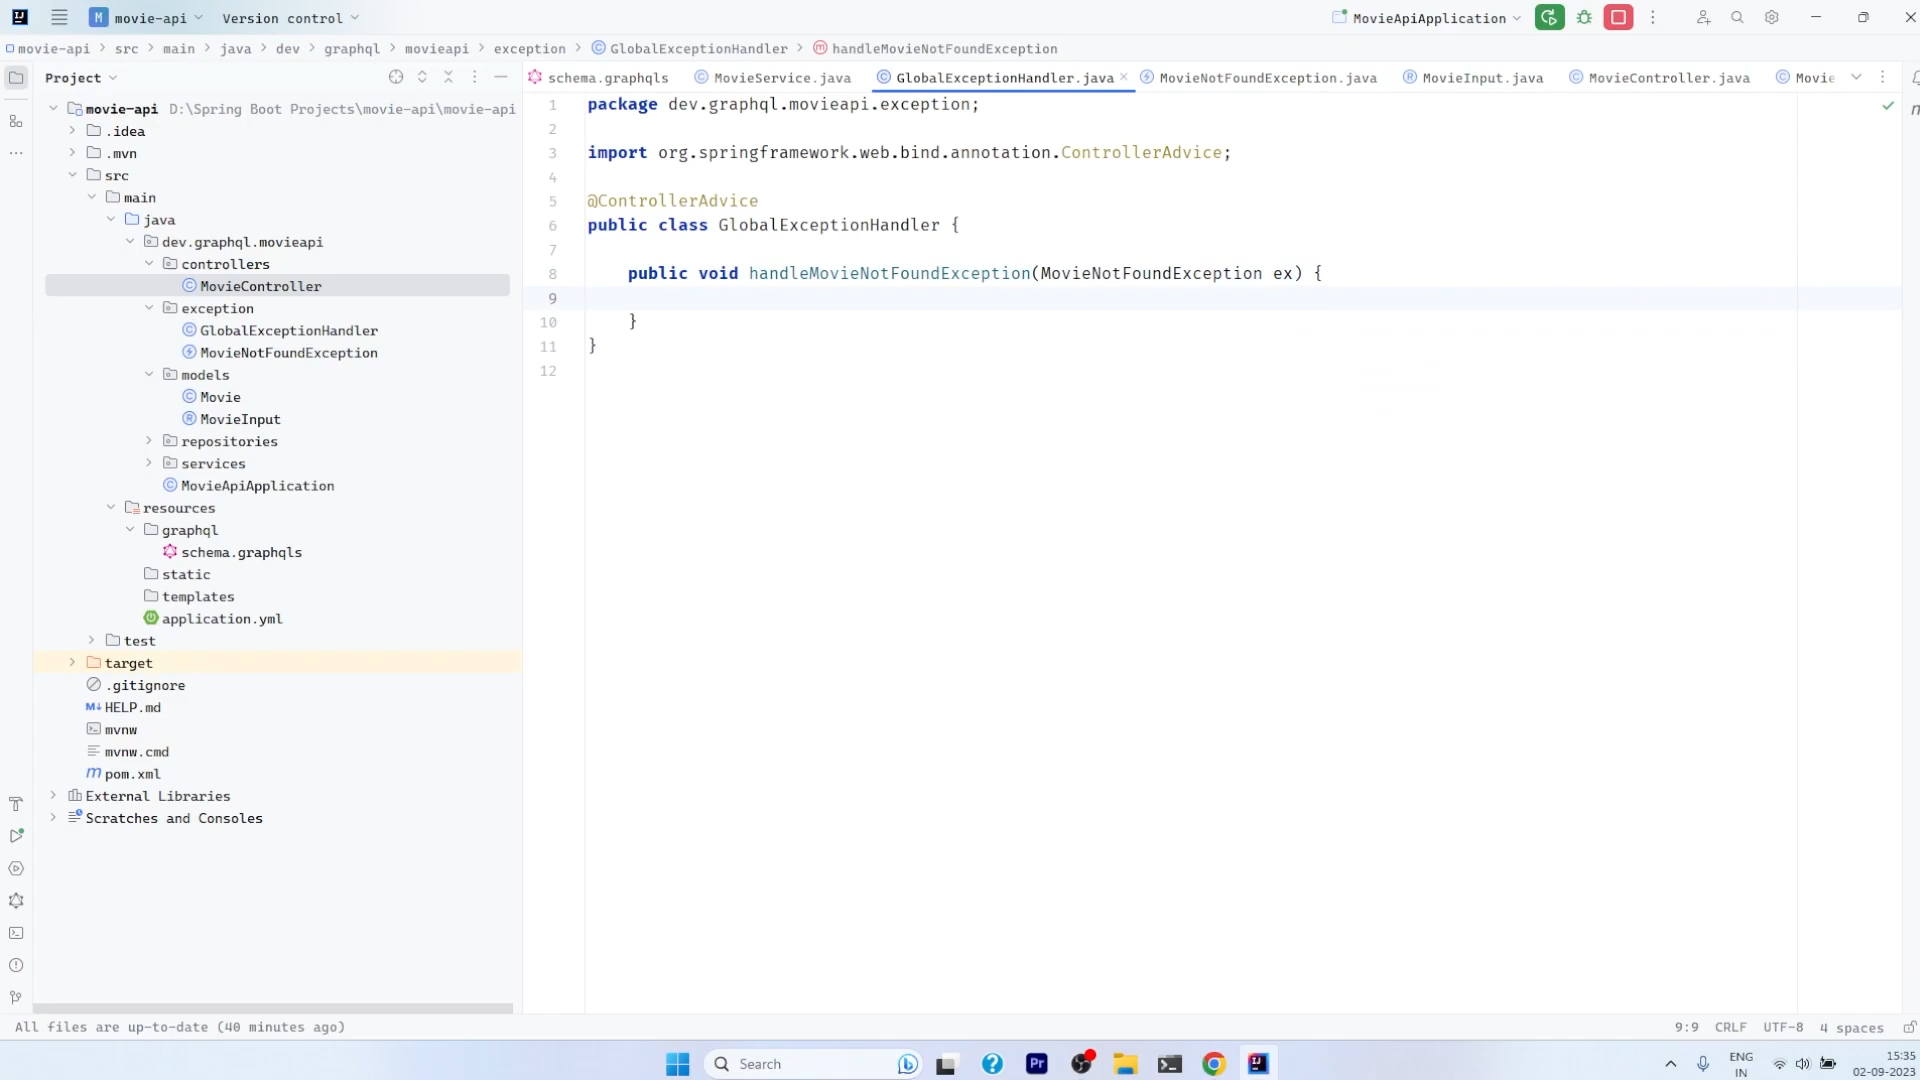 movie-api
Version control
MovieApiApplication
movie-api > src > main > java > dev > graphql > movieapi > exception > GlobalExceptionHandler > handleMovieNotFoundException
Project
schema.graphqls
MovieService.java
GlobalExceptionHandler.java
MovieNotFoundException.java
MovieInput.java
MovieController.java
Movie
movie-api D:\Spring Boot Projects\movie-api\movie-api
.idea
.mvn
src
main
java
dev.graphql.movieapi
controllers
MovieController
exception
GlobalExceptionHandler
MovieNotFoundException
models
Movie
MovieInput
repositories
services
MovieApiApplication
resources
graphql
schema.graphqls
static
templates
application.yml
test
target
.gitignore
HELP.md
mvnw
mvnw.cmd
pom.xml
External Libraries
Scratches and Consoles
1 package dev.graphql.movieapi.exception;
2
3 import org.springframework.web.bind.annotation.ControllerAdvice;
4
5 @ControllerAdvice
6 public class GlobalExceptionHandler {
7
8 public void handleMovieNotFoundException(MovieNotFoundException ex) {
9
10 }
11 }
12
All files are up-to-date (40 minutes ago)
9:9 CRLF UTF-8 4 spaces
Search
Pr
ENG
IN
15:35
02-09-2023